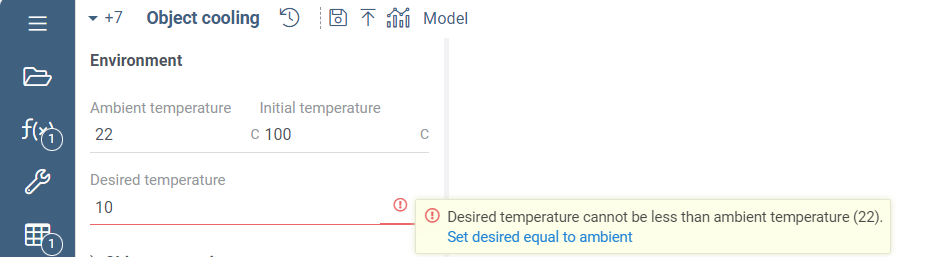 +7 Object cooling Model
Environment
Ambient temperature Initial temperature
22 C 100 C
Desired temperature
10
Desired temperature cannot be less than ambient temperature (22).
Set desired equal to ambient
f(x) 1
1